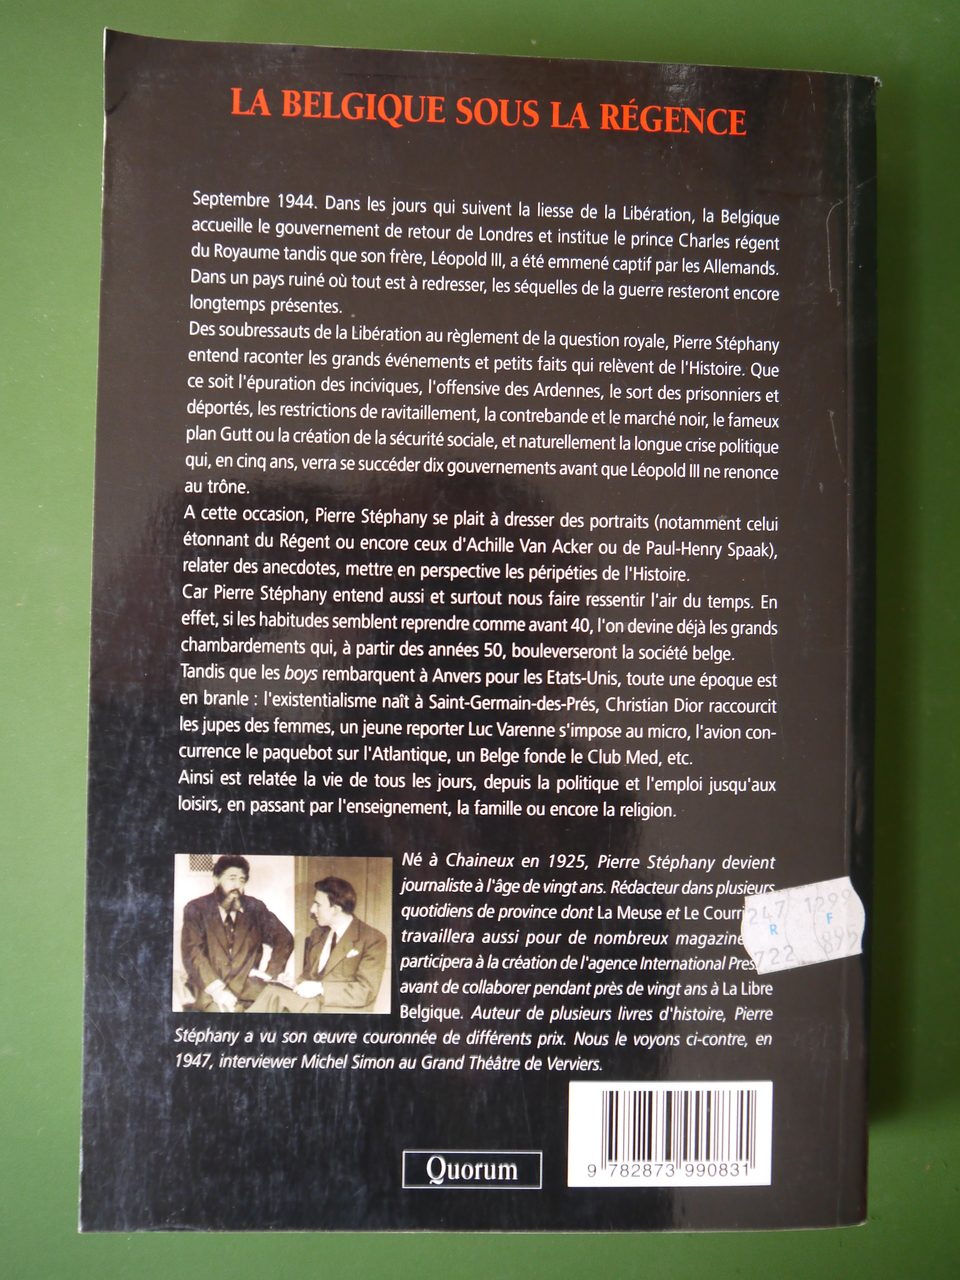 LA BELGIQUE SOUS LA RÉGENCE
Septembre 1944. Dans les jours qui suivent la liesse de la Libération, la Belgique
accueille le gouvernement de retour de Londres et institue le prince Charles régent
du Royaume tandis que son frère, Léopold III, a été emmené captif par les Allemands.
Dans un pays ruiné où tout est à redresser, les séquelles de la guerre resteront encore
longtemps présentes.
Des soubressauts de la Libération au règlement de la question royale, Pierre Stéphany
entend raconter les grands événements et petits faits qui relèvent de l'Histoire. Que
ce soit l'épuration des inciviques, l'offensive des Ardennes, le sort des prisonniers et
déportés, les restrictions de ravitaillement, la contrebande et le marché noir, le fameux
plan Gutt ou la création de la sécurité sociale, et naturellement la longue crise politique
qui, en cinq ans, verra se succéder dix gouvernements avant que Léopold III ne renonce
au trône.
A cette occasion, Pierre Stéphany se plait à dresser des portraits (notamment celui
étonnant du Régent ou encore ceux d'Achille Van Acker ou de Paul-Henry Spaak),
relater des anecdotes, mettre en perspective les péripéties de l'Histoire.
Car Pierre Stéphany entend aussi et surtout nous faire ressentir l'air du temps. En
effet, si les habitudes semblent reprendre comme avant 40, l'on devine déjà les grands
chambardements qui, à partir des années 50, bouleverseront la société belge.
Tandis que les boys rembarquent à Anvers pour les Etats-Unis, toute une époque est
en branle : l'existentialisme naît à Saint-Germain-des-Prés, Christian Dior raccourcit
les jupes des femmes, un jeune reporter Luc Varenne s'impose au micro, l'avion con-
currence le paquebot sur l'Atlantique, un Belge fonde le Club Med, etc.
Ainsi est relatée la vie de tous les jours, depuis la politique et l'emploi jusqu'aux
loisirs, en passant par l'enseignement, la famille ou encore la religion.
Né à Chaineux en 1925, Pierre Stéphany devient
journaliste à l'âge de vingt ans. Rédacteur dans plusieurs
quotidiens de province dont La Meuse et Le Courri
travaillera aussi pour de nombreux magazine
participera à la création de l'agence International Pres
avant de collaborer pendant près de vingt ans à La Libre
Belgique. Auteur de plusieurs livres d'histoire, Pierre
Stéphany a vu son œuvre couronnée de différents prix. Nous le voyons ci-contre, en
1947, interviewer Michel Simon au Grand Théâtre de Verviers.
247 1299
R F
722 895
Quorum
9 782873 990831